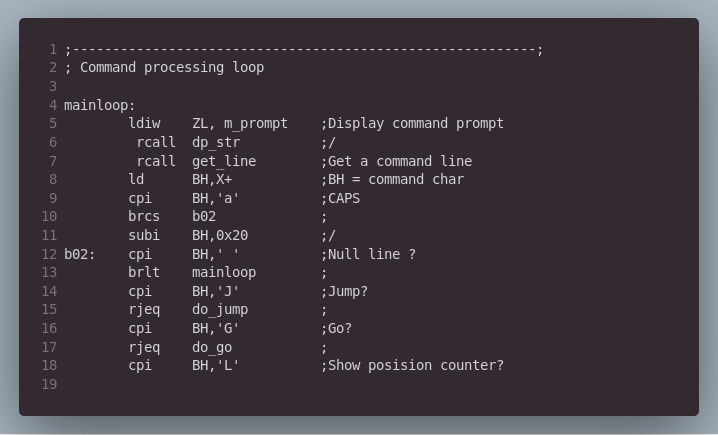 1 ;----------------------------------------------------------;
2 ; Command processing loop
3
4 mainloop:
5         ldiw    ZL, m_prompt    ;Display command prompt
6          rcall  dp_str          ;/
7          rcall  get_line        ;Get a command line
8         ld      BH,X+           ;BH = command char
9         cpi     BH,'a'          ;CAPS
10         brcs    b02             ;
11         subi    BH,0x20         ;/
12 b02:    cpi     BH,' '          ;Null line ?
13         brlt    mainloop        ;
14         cpi     BH,'J'          ;Jump?
15         rjeq    do_jump         ;
16         cpi     BH,'G'          ;Go?
17         rjeq    do_go           ;
18         cpi     BH,'L'          ;Show posision counter?
19